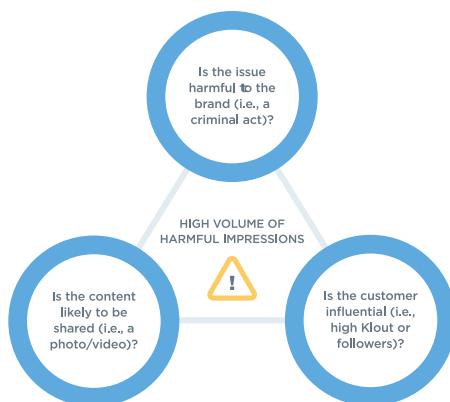 Is the issue
harmful to the
brand (i.e., a
criminal act)?
HIGH VOLUME OF
HARMFUL IMPRESSIONS
!
Is the content
likely to be
shared (i.e., a
photo/video)?
Is the customer
influential (i.e.,
high Klout or
followers)?